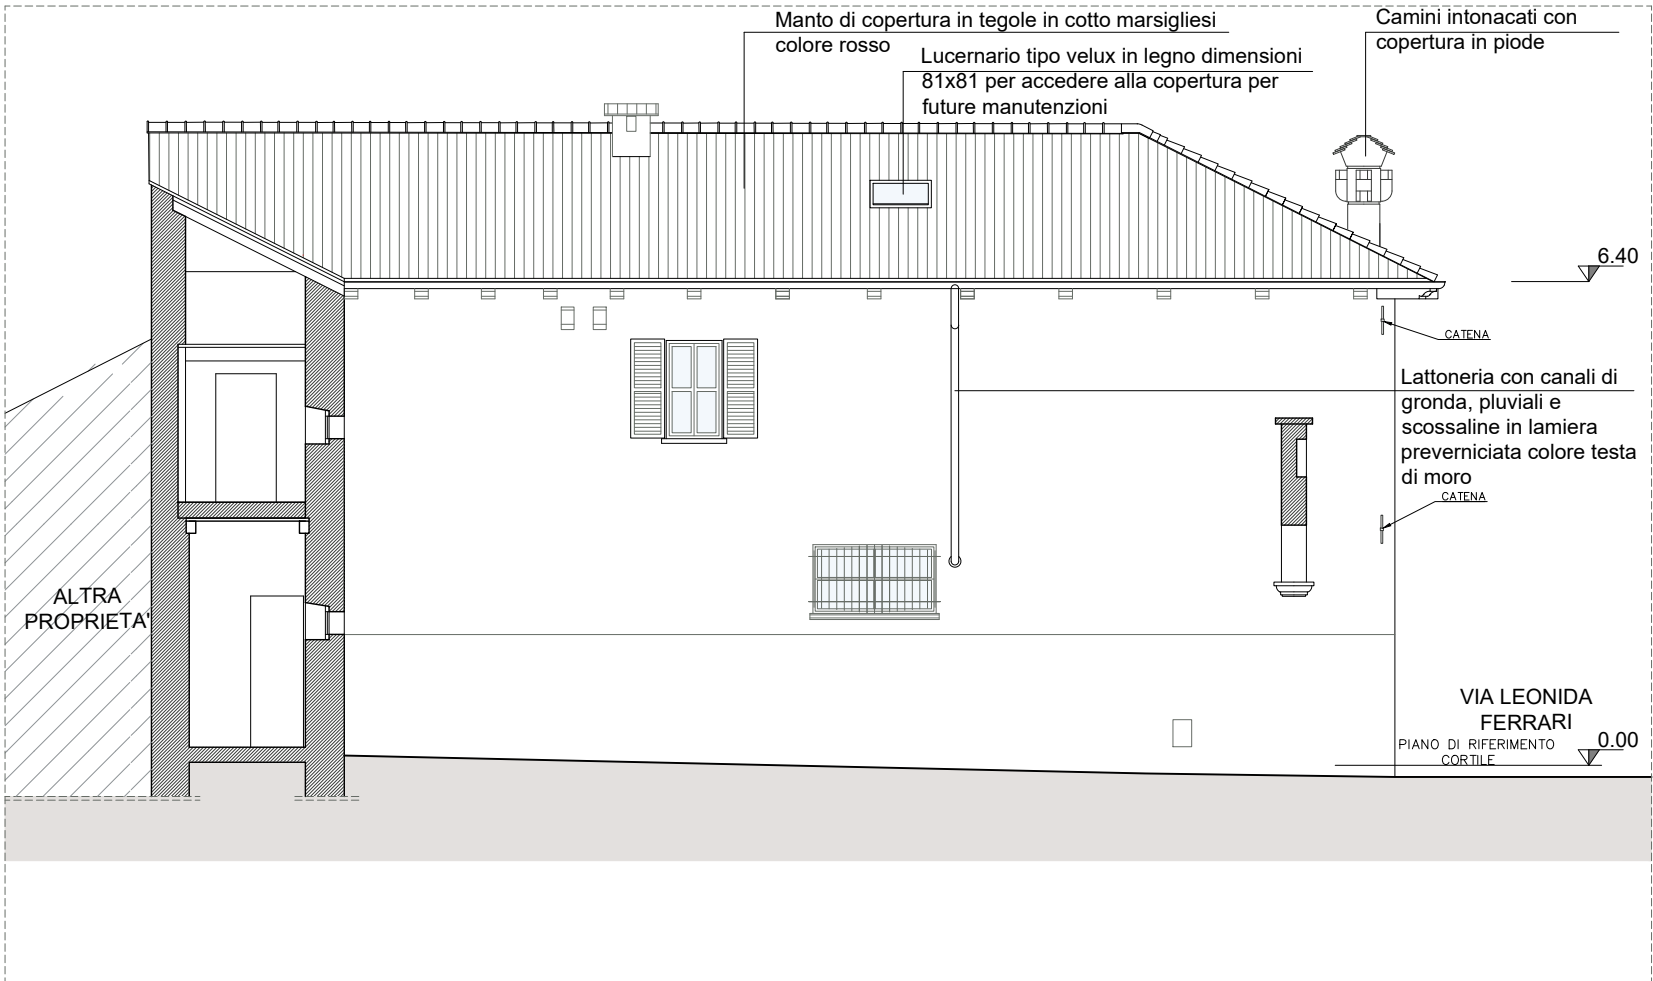 Manto di copertura in tegole in cotto marsigliesi
colore rosso
Lucernario tipo velux in legno dimensioni
81x81 per accedere alla copertura per
future manutenzioni
Camini intonacati con
copertura in piode
6.40
CATENA
Lattoneria con canali di
gronda, pluviali e
scossaline in lamiera
preverniciata colore testa
di moro
CATENA
ALTRA
PROPRIETA'
VIA LEONIDA
FERRARI
PIANO DI RIFERIMENTO
CORTILE
0.00